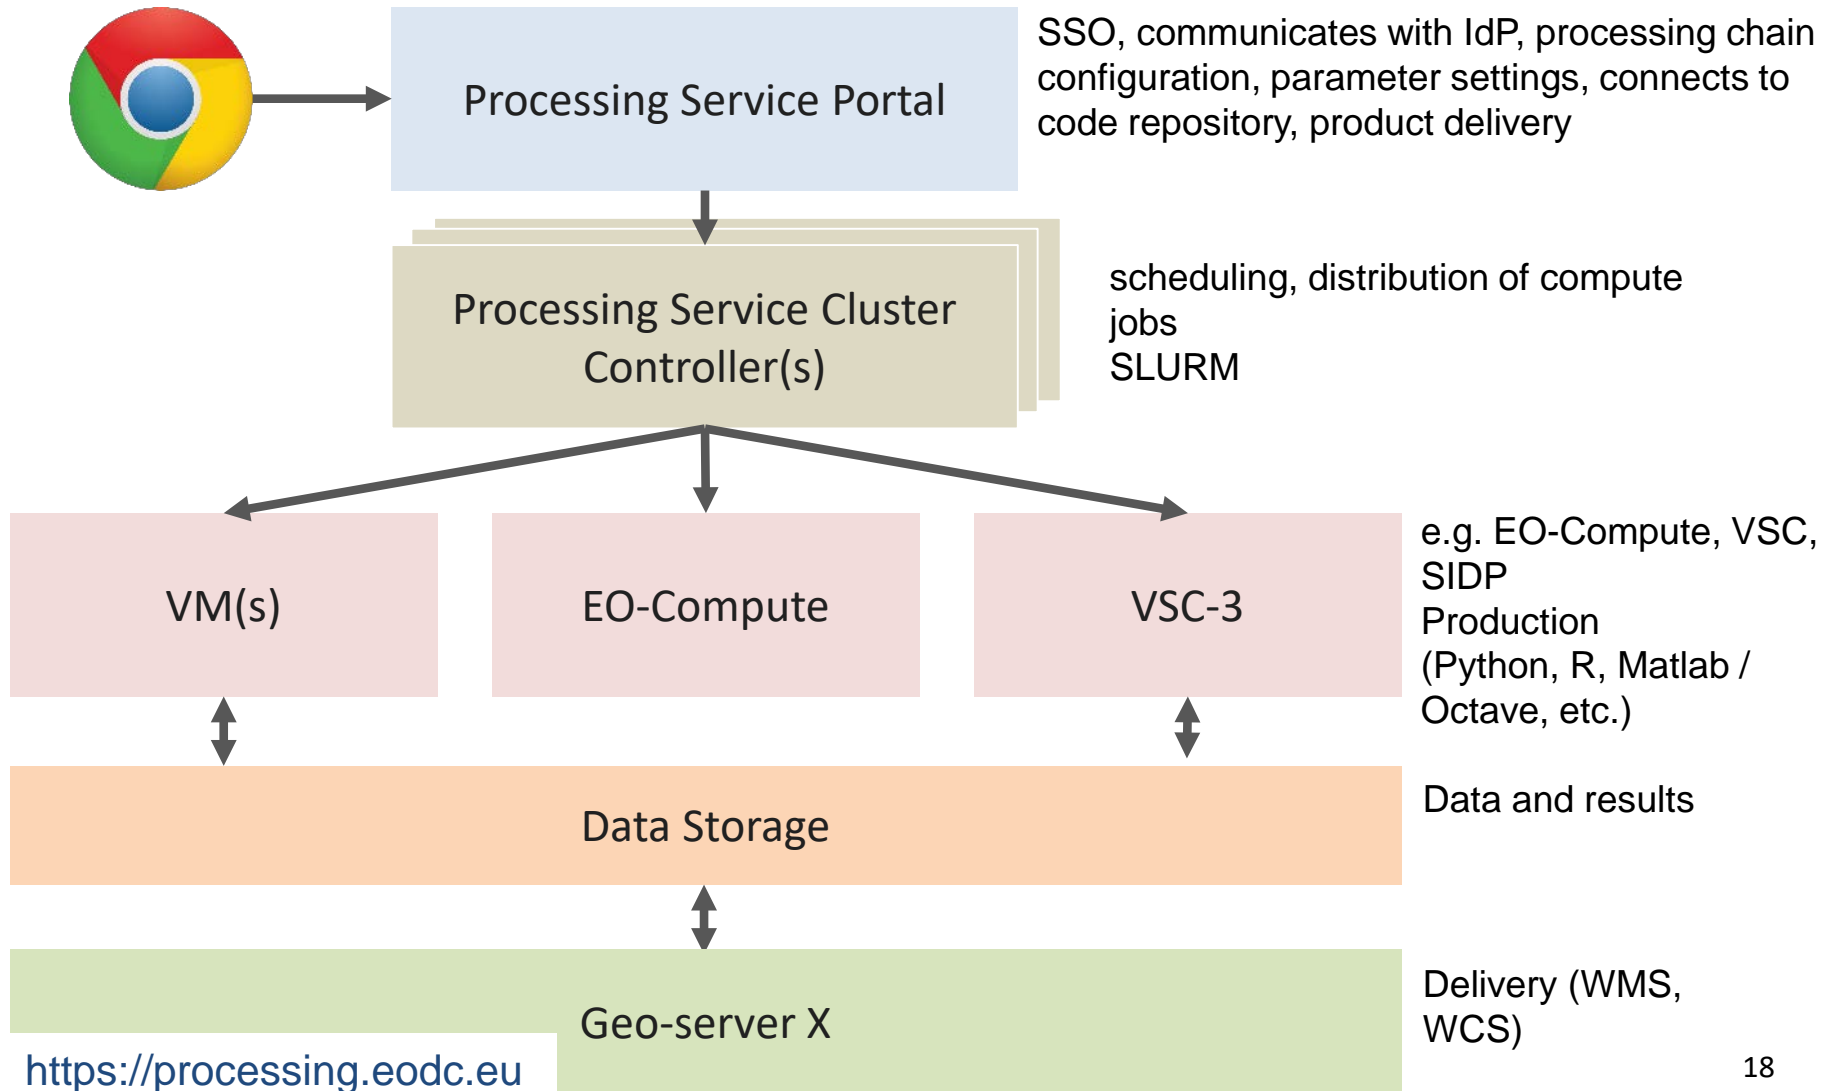 SSO, communicates with IdP, processing chain
configuration, parameter settings, connects to
code repository, product delivery
Processing Service Portal
scheduling, distribution of compute
jobs
SLURM
Processing Service Cluster
Controller(s)
VM(s)
EO-Compute
VSC-3
e.g. EO-Compute, VSC,
SIDP
Production
(Python, R, Matlab /
Octave, etc.)
Data Storage
Data and results
Geo-server X
Delivery (WMS,
WCS)
https://processing.eodc.eu
18